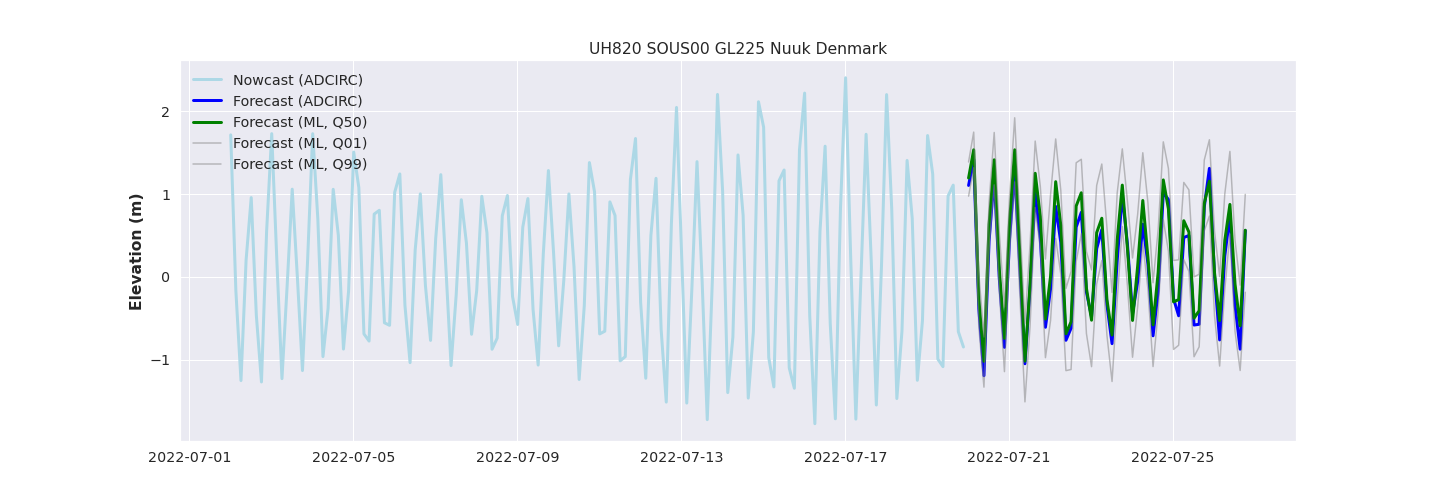 UH820 SOUS00 GL225 Nuuk Denmark
Nowcast (ADCIRC)
Forecast (ADCIRC)
Forecast (ML, Q50)
Forecast (ML, Q01)
Forecast (ML, Q99)
Elevation (m)
2
1
0
−1
2022-07-01 2022-07-05 2022-07-09 2022-07-13 2022-07-17 2022-07-21 2022-07-25